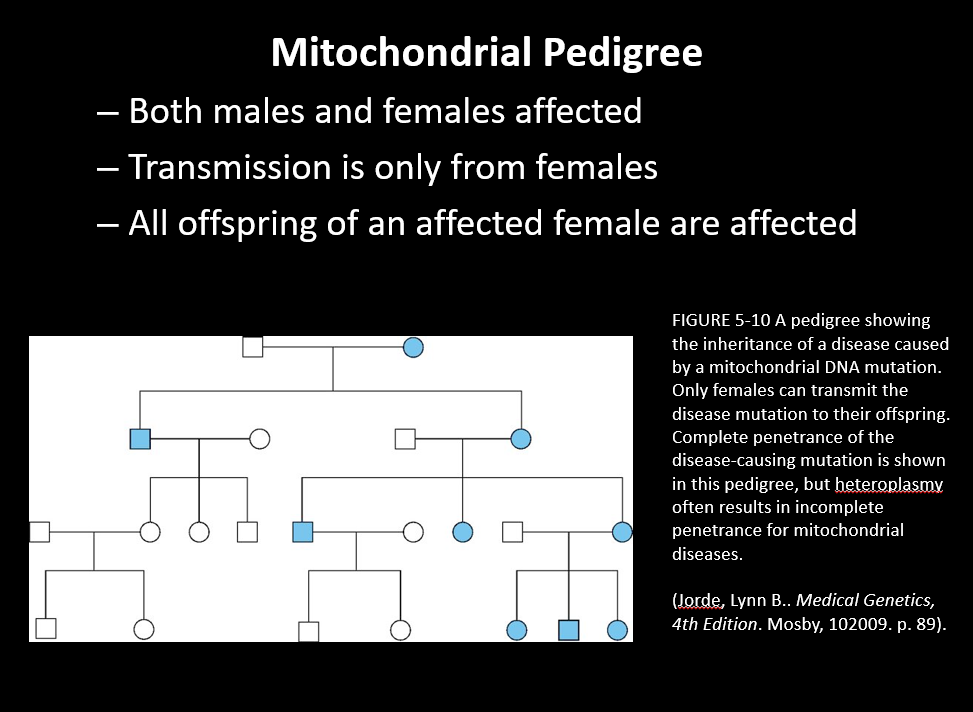 Mitochondrial Pedigree
– Both males and females affected
– Transmission is only from females
– All offspring of an affected female are affected
FIGURE 5-10 A pedigree showing
the inheritance of a disease caused
by a mitochondrial DNA mutation.
Only females can transmit the
disease mutation to their offspring.
Complete penetrance of the
disease-causing mutation is shown
in this pedigree, but heteroplasmy
often results in incomplete
penetrance for mitochondrial
diseases.
(Jorde, Lynn B.. Medical Genetics,
4th Edition. Mosby, 102009. p. 89).